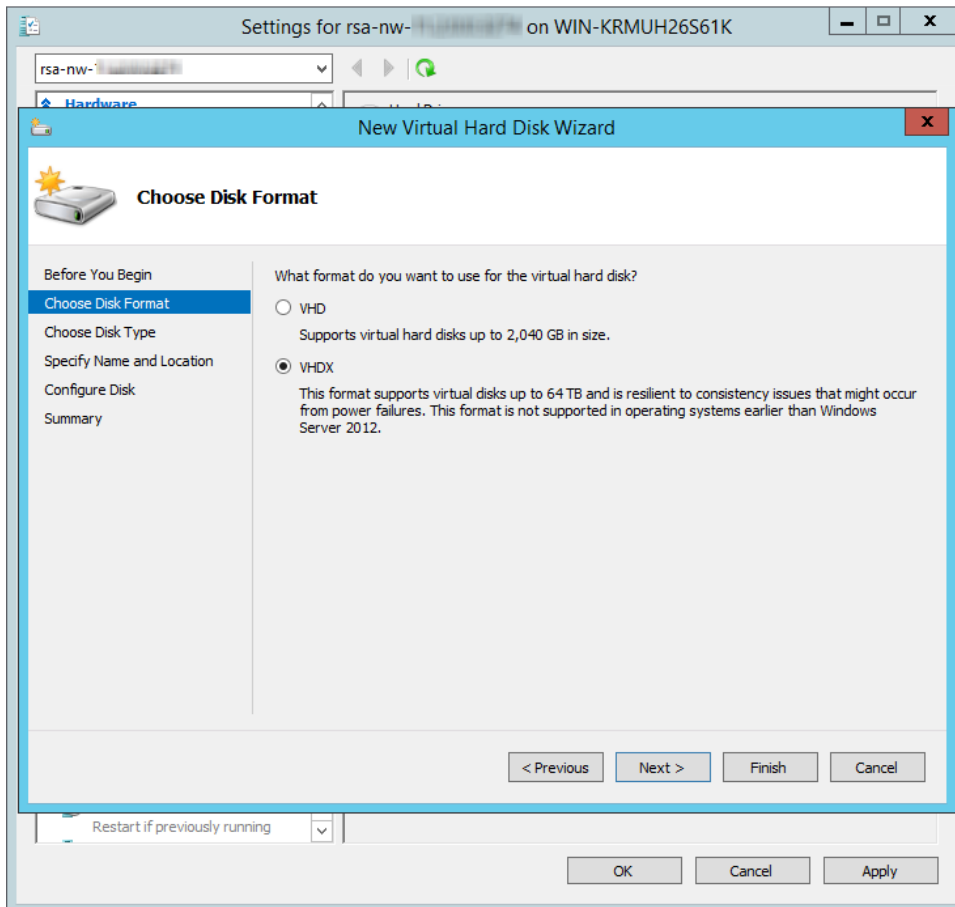 Settings for rsa-nw- on WIN-KRMUH26S61K
rsa-nw-
Hardware
New Virtual Hard Disk Wizard
Choose Disk Format
Before You Begin
Choose Disk Format
Choose Disk Type
Specify Name and Location
Configure Disk
Summary
What format do you want to use for the virtual hard disk?
VHD
Supports virtual hard disks up to 2,040 GB in size.
VHDX
This format supports virtual disks up to 64 TB and is resilient to consistency issues that might occur
from power failures. This format is not supported in operating systems earlier than Windows
Server 2012.
< Previous
Next >
Finish
Cancel
Restart if previously running
OK
Cancel
Apply